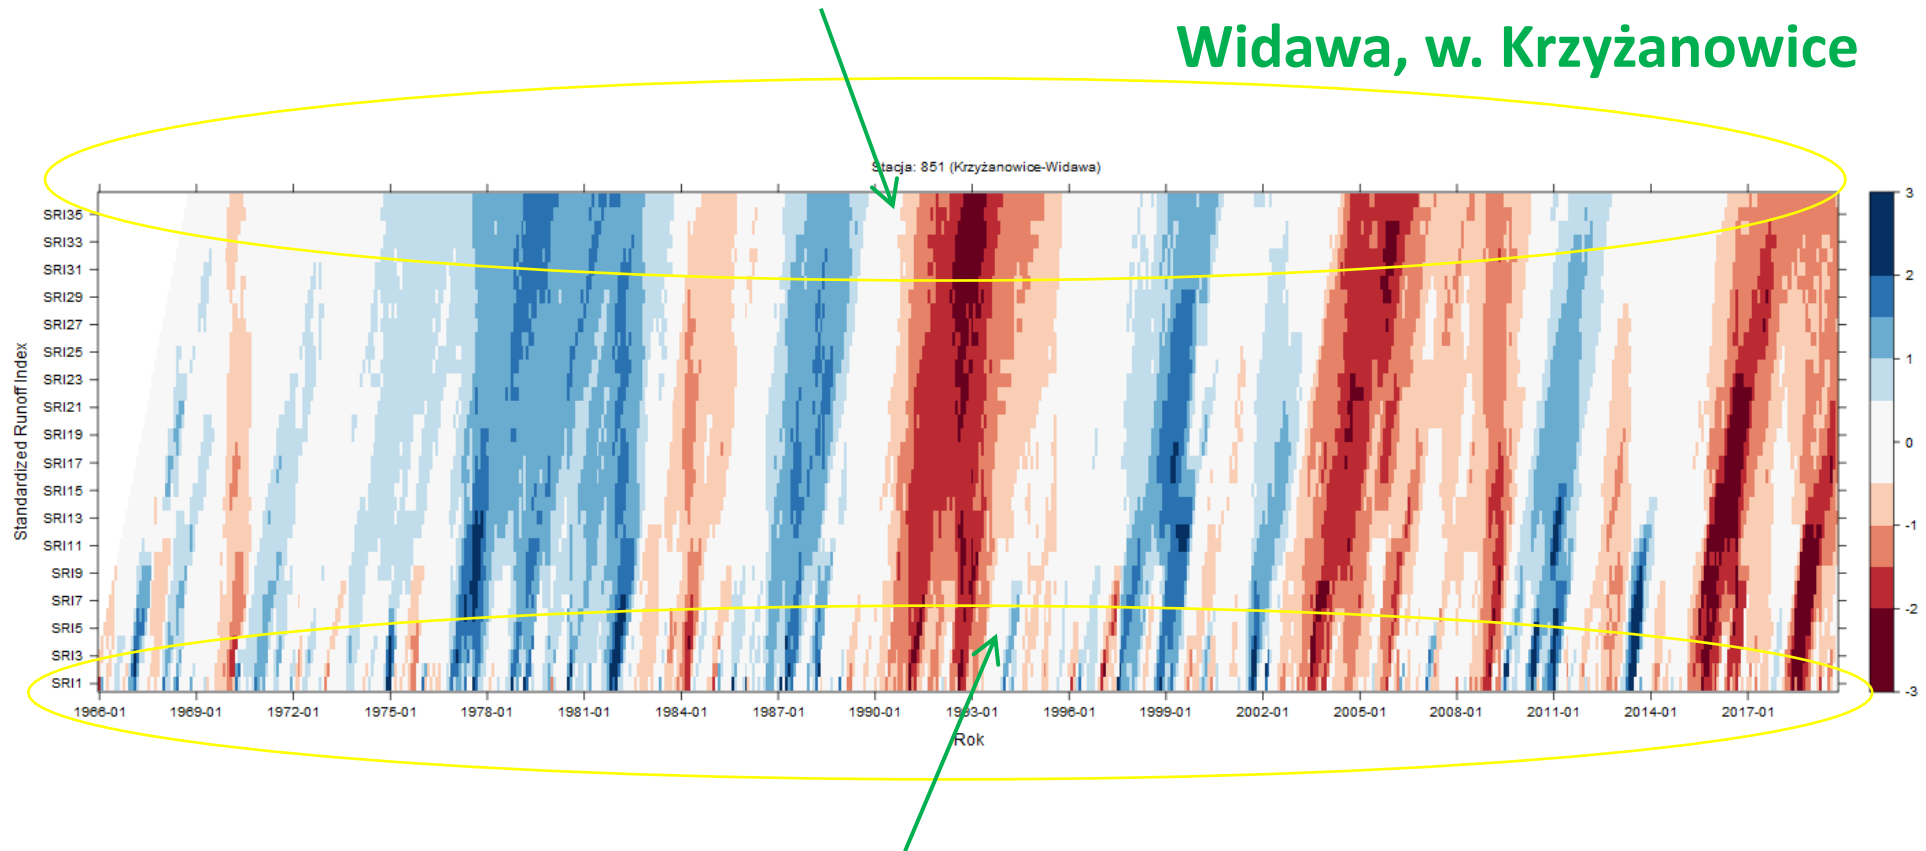 Widawa, w. Krzyżanowice
Stacja: 851 (Krzyżanowice-Widawa)
Standardized Runoff Index
SRI35
SRI33
SRI31
SRI29
SRI27
SRI25
SRI23
SRI21
SRI19
SRI17
SRI15
SRI13
SRI11
SRI9
SRI7
SRI5
SRI3
SRI1
3
2
1
0
-1
-2
-3
1966-01 1969-01 1972-01 1975-01 1978-01 1981-01 1984-01 1987-01 1990-01 1993-01 1996-01 1999-01 2002-01 2005-01 2008-01 2011-01 2014-01 2017-01
Rok